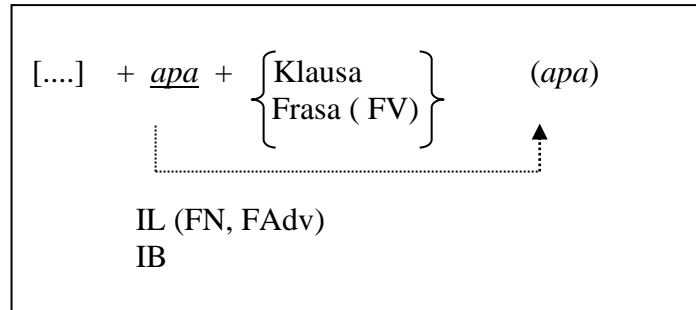 [....] + apa + { Klausa } (apa)
{ Frasa ( FV) }
IL (FN, FAdv)
IB